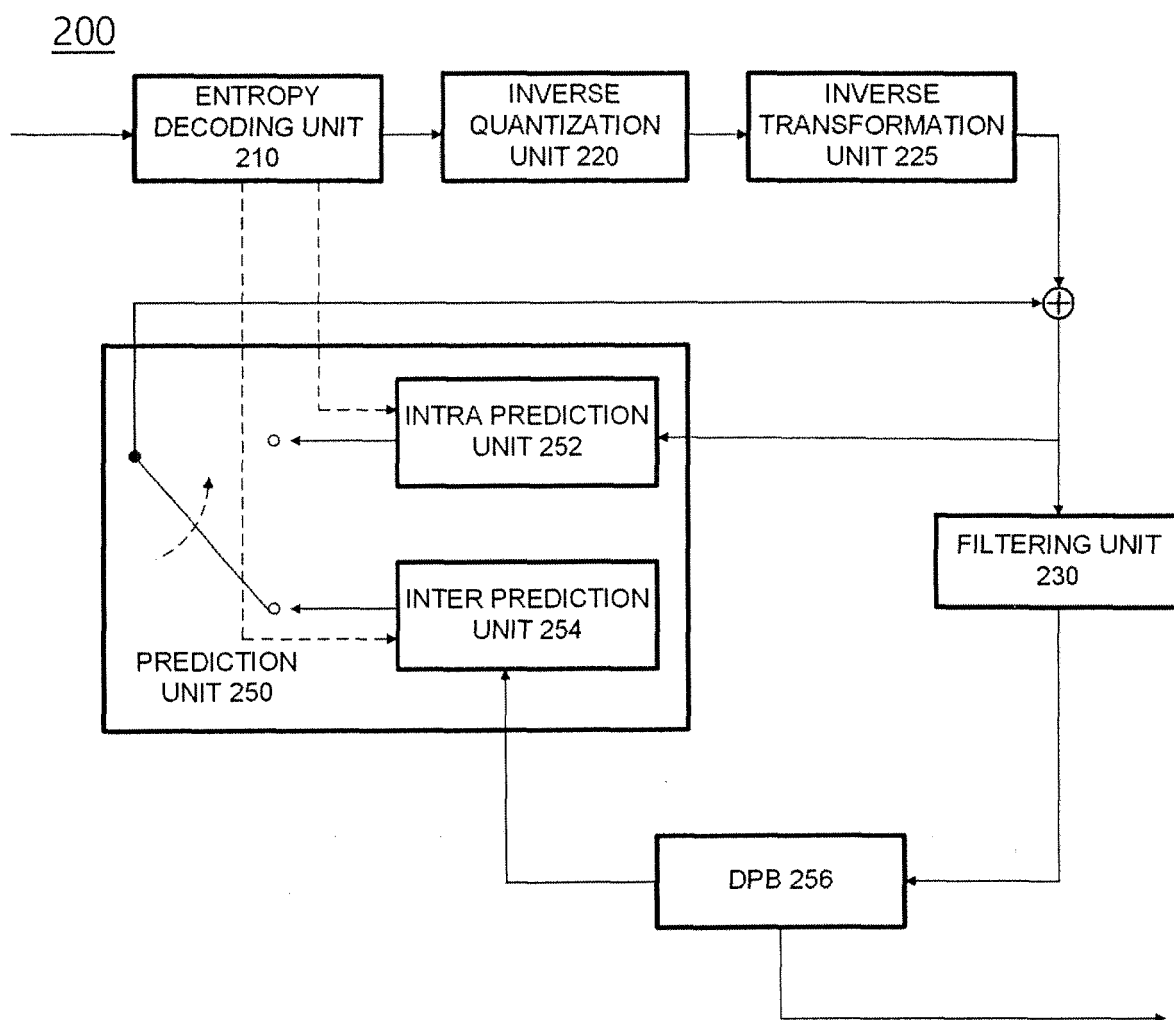 200
ENTROPY
DECODING UNIT
210
INVERSE
QUANTIZATION
UNIT 220
INVERSE
TRANSFORMATION
UNIT 225
INTRA PREDICTION
UNIT 252
FILTERING UNIT
230
INTER PREDICTION
UNIT 254
PREDICTION
UNIT 250
DPB 256